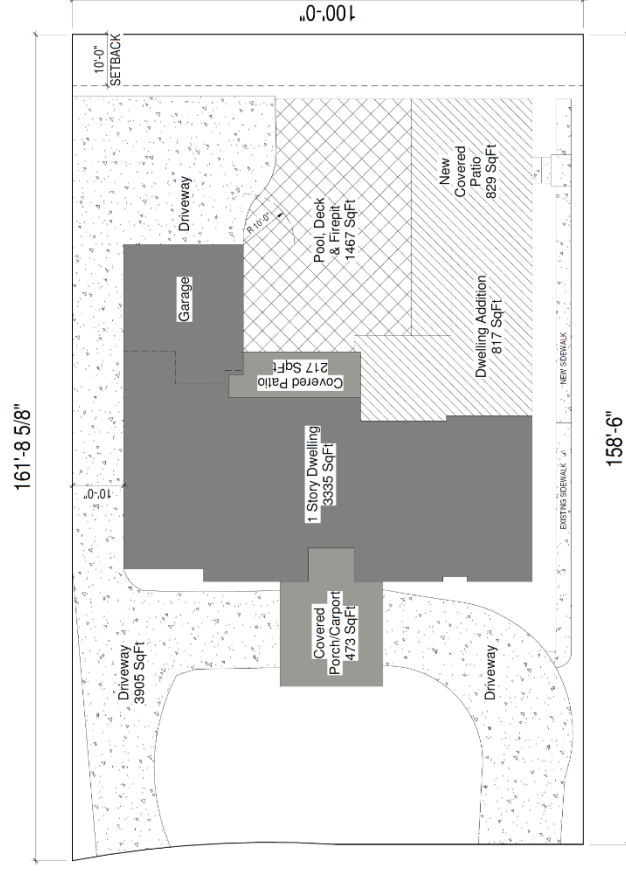 100'-0"
161'-8 5/8"
158'-6"
10'-0"
SETBACK
Driveway
Garage
R 10'-0"
Pool, Deck
& Firepit
1467 SqFt
New
Covered
Patio
829 SqFt
Dwelling Addition
817 SqFt
Covered Patio
217 SqFt
10'-0"
1 Story Dwelling
3335 SqFt
NEW SIDEWALK
EXISTING SIDEWALK
Driveway
3905 SqFt
Covered
Porch/Carport
473 SqFt
Driveway